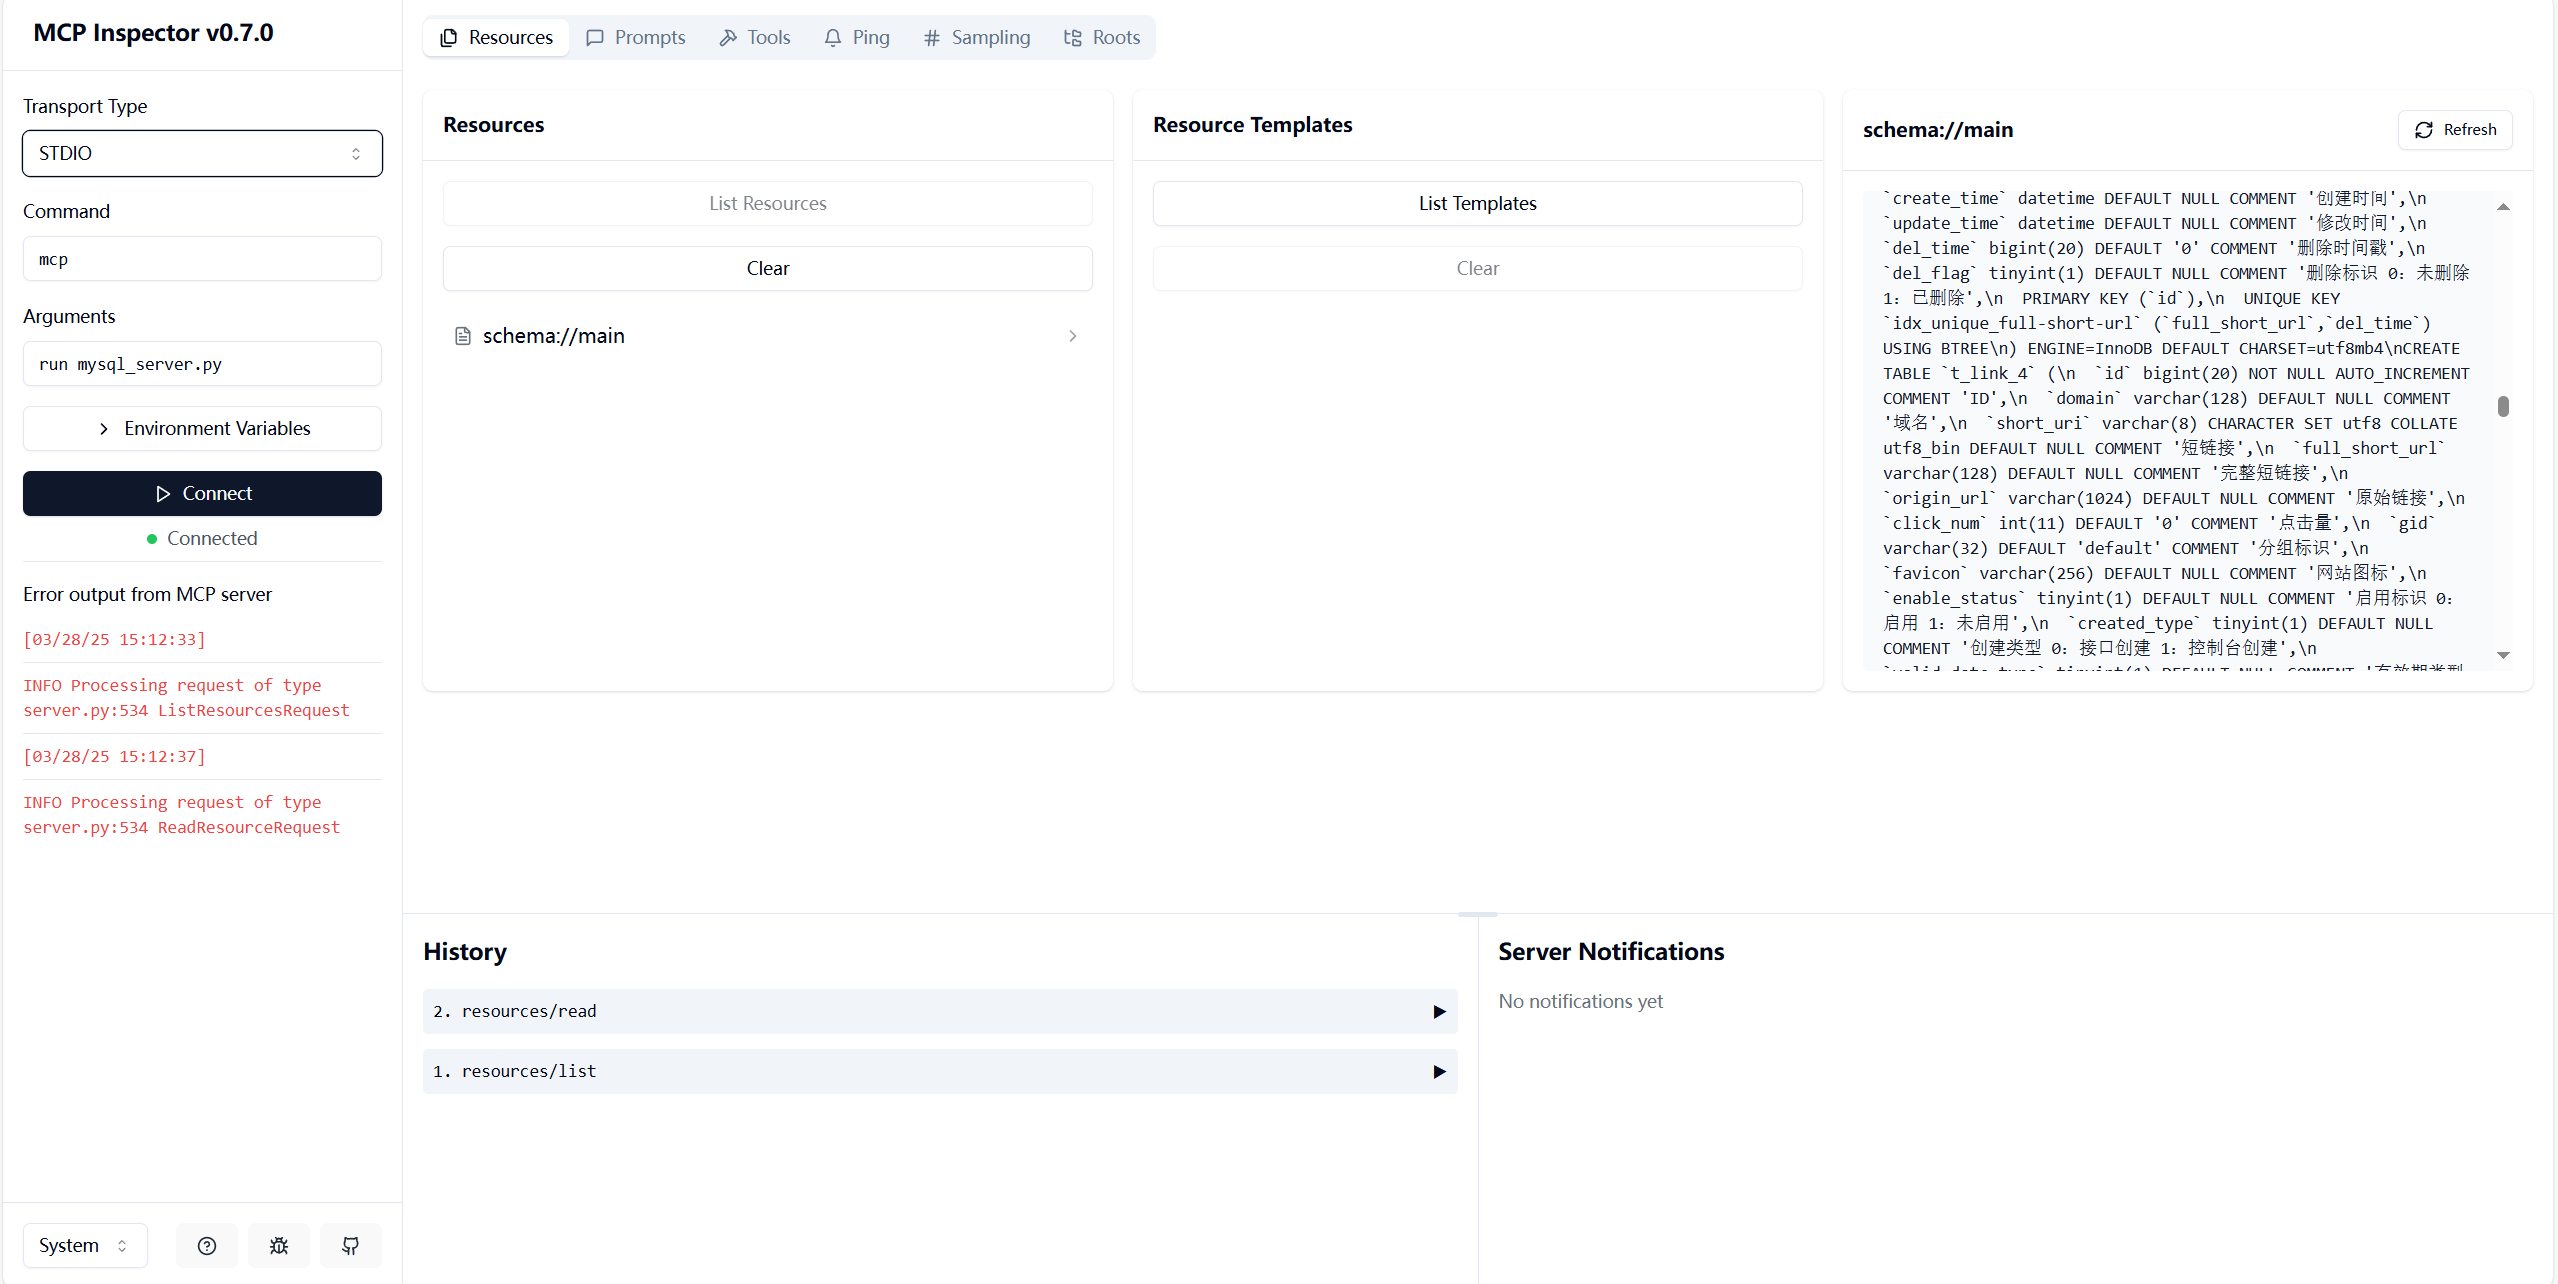 MCP Inspector v0.7.0
Transport Type
STDIO
Command
mcp
Arguments
run mysql_server.py
Environment Variables
Connect
Connected
Error output from MCP server
[03/28/25 15:12:33]
INFO Processing request of type
server.py:534 ListResourcesRequest
[03/28/25 15:12:37]
INFO Processing request of type
server.py:534 ReadResourceRequest
System
Resources
Prompts
Tools
Ping
Sampling
Roots
Resources
List Resources
Clear
schema://main
Resource Templates
List Templates
Clear
schema://main
Refresh
`create_time` datetime DEFAULT NULL COMMENT '创建时间',\n
`update_time` datetime DEFAULT NULL COMMENT '修改时间',\n
`del_time` bigint(20) DEFAULT '0' COMMENT '删除时间戳',\n
`del_flag` tinyint(1) DEFAULT NULL COMMENT '删除标识 0：未删除
1：已删除',\n  PRIMARY KEY (`id`),\n  UNIQUE KEY
`idx_unique_full-short-url` (`full_short_url`,`del_time`)
USING BTREE\n) ENGINE=InnoDB DEFAULT CHARSET=utf8mb4\nCREATE
TABLE `t_link_4` (\n  `id` bigint(20) NOT NULL AUTO_INCREMENT
COMMENT 'ID',\n  `domain` varchar(128) DEFAULT NULL COMMENT
'域名',\n  `short_uri` varchar(8) CHARACTER SET utf8 COLLATE
utf8_bin DEFAULT NULL COMMENT '短链接',\n  `full_short_url`
varchar(128) DEFAULT NULL COMMENT '完整短链接',\n
`origin_url` varchar(1024) DEFAULT NULL COMMENT '原始链接',\n
`click_num` int(11) DEFAULT '0' COMMENT '点击量',\n  `gid`
varchar(32) DEFAULT 'default' COMMENT '分组标识',\n
`favicon` varchar(256) DEFAULT NULL COMMENT '网站图标',\n
`enable_status` tinyint(1) DEFAULT NULL COMMENT '启用标识 0：
启用 1：未启用',\n  `created_type` tinyint(1) DEFAULT NULL
COMMENT '创建类型 0：接口创建 1：控制台创建',\n
`valid_date_type` tinyint(1) DEFAULT NULL COMMENT '有效期类型
History
2. resources/read
1. resources/list
Server Notifications
No notifications yet